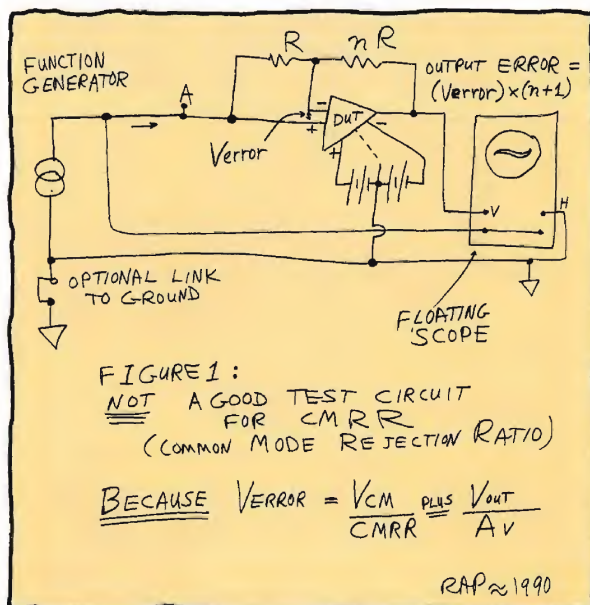 R
nR
FUNCTION
GENERATOR
A
OUTPUT ERROR =
(Verror)×(n+1)
−
DUT
+
−
Verror
+
V
H
OPTIONAL LINK
TO GROUND
FLOATING
SCOPE
FIGURE 1:
NOT A GOOD TEST CIRCUIT
FOR CMRR
(COMMON MODE REJECTION RATIO)
BECAUSE VERROR = VCM/CMRR PLUS VOUT/AV
RAP≈1990